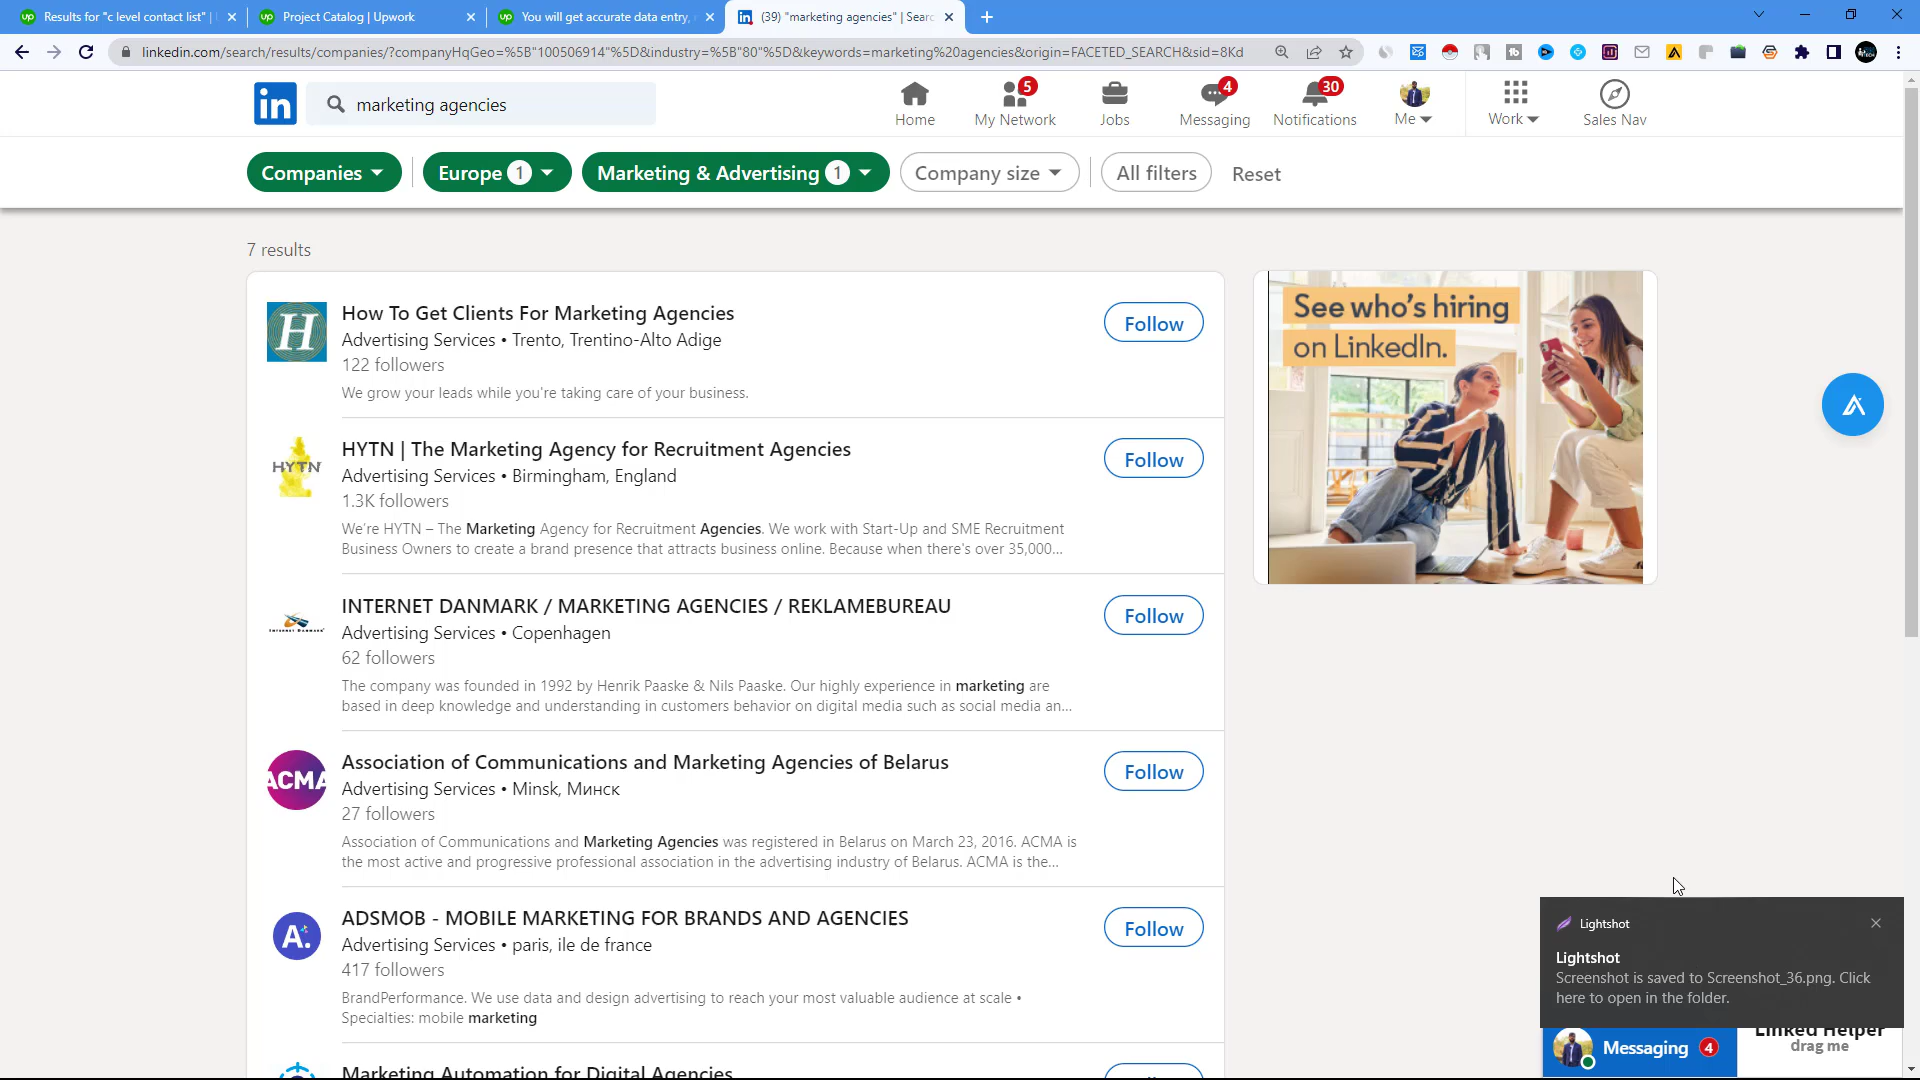 Results for "c level contact list" |
Project Catalog | Upwork
You will get accurate data entry,
(39) "marketing agencies" | Searc
linkedin.com/search/results/companies/?companyHqGeo=%5B"100506914"%5D&industry=%5B"80"%5D&keywords=marketing%20agencies&origin=FACETED_SEARCH&sid=8Kd
in
marketing agencies
Home
5
My Network
Jobs
4
Messaging
30
Notifications
Me
Work
Sales Nav
Companies
Europe 1
Marketing & Advertising 1
Company size
All filters
Reset
7 results
H
How To Get Clients For Marketing Agencies
Advertising Services • Trento, Trentino-Alto Adige
122 followers
We grow your leads while you're taking care of your business.
Follow
HYTN
HYTN | The Marketing Agency for Recruitment Agencies
Advertising Services • Birmingham, England
1.3K followers
We're HYTN – The Marketing Agency for Recruitment Agencies. We work with Start-Up and SME Recruitment
Business Owners to create a brand presence that attracts business online. Because when there's over 35,000...
Follow
INTERNET DANMARK
INTERNET DANMARK / MARKETING AGENCIES / REKLAMEBUREAU
Advertising Services • Copenhagen
62 followers
The company was founded in 1992 by Henrik Paaske & Nils Paaske. Our highly experience in marketing are
based in deep knowledge and understanding in customers behavior on digital media such as social media an...
Follow
ACMA
Association of Communications and Marketing Agencies of Belarus
Advertising Services • Minsk, Минск
27 followers
Association of Communications and Marketing Agencies was registered in Belarus on March 23, 2016. ACMA is
the most active and progressive professional association in the advertising industry of Belarus. ACMA is the...
Follow
A.
ADSMOB - MOBILE MARKETING FOR BRANDS AND AGENCIES
Advertising Services • paris, ile de france
417 followers
BrandPerformance. We use data and design advertising to reach your most valuable audience at scale •
Specialties: mobile marketing
Follow
Marketing Automation for Digital Agencies
See who's hiring
on LinkedIn.
Lightshot
Lightshot
Screenshot is saved to Screenshot_36.png. Click
here to open in the folder.
Messaging 4
Linked Helper
drag me